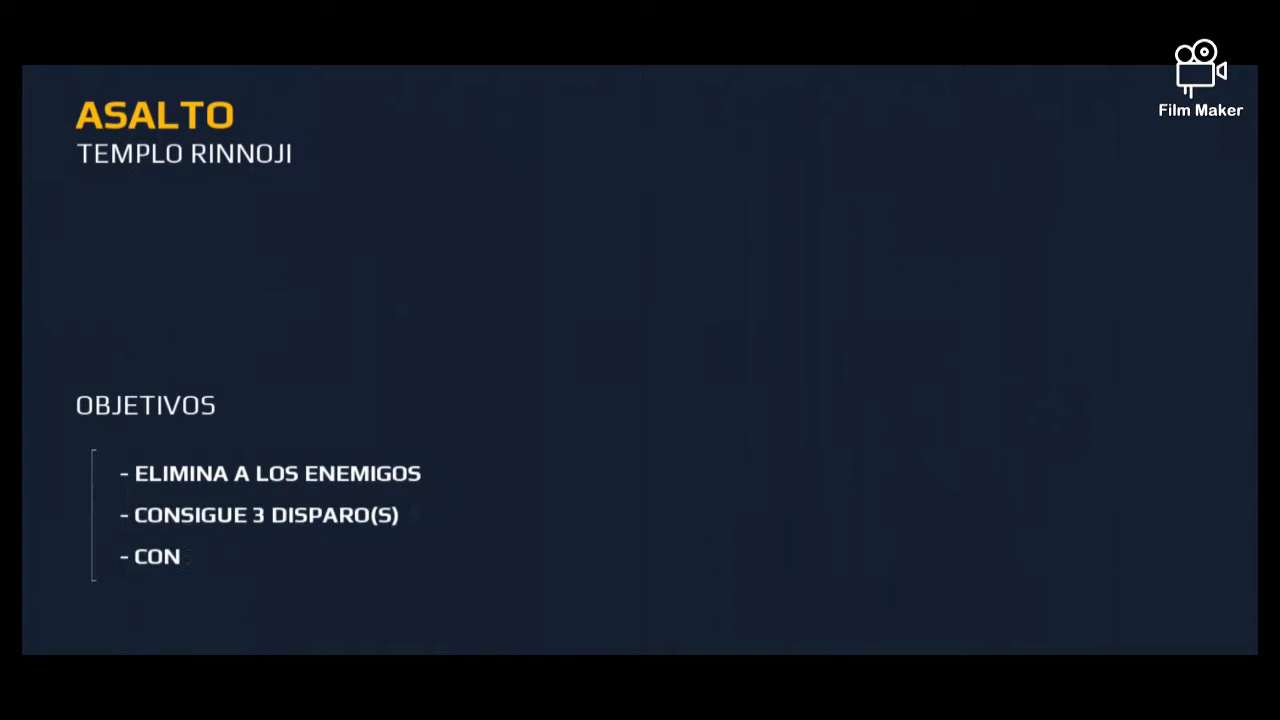 Film Maker
ASALTO
TEMPLO RINNOJI
OBJETIVOS
- ELIMINA A LOS ENEMIGOS
- CONSIGUE 3 DISPARO(S)
- CON